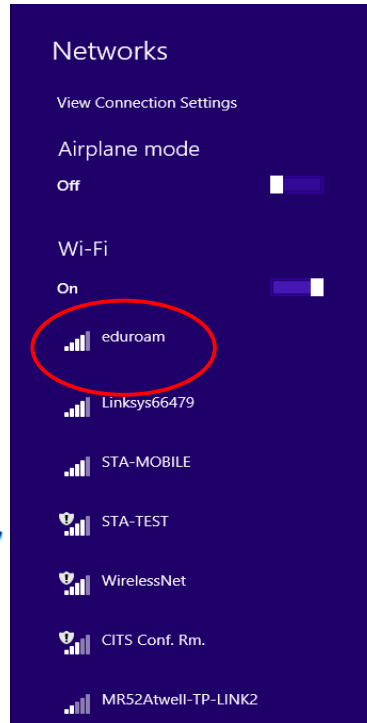 Networks
View Connection Settings
Airplane mode
Off
Wi-Fi
On
eduroam
Linksys66479
STA-MOBILE
STA-TEST
WirelessNet
CITS Conf. Rm.
MR52Atwell-TP-LINK2